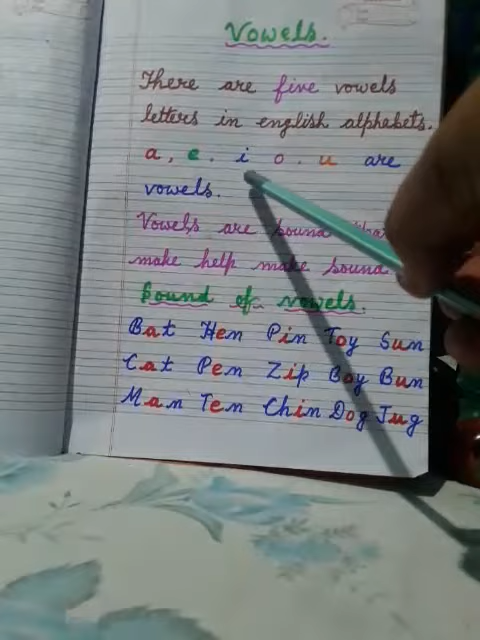 Vowels.
There are five vowels
letters in english alphabets.
a, e. i o. u are
vowels.
Vowels are sound that
make help make sound
Sound of vowels.
Bat Hen Pin Toy Sun
Cat Pen Zip Boy Bun
Man Ten Chin Dog Jug